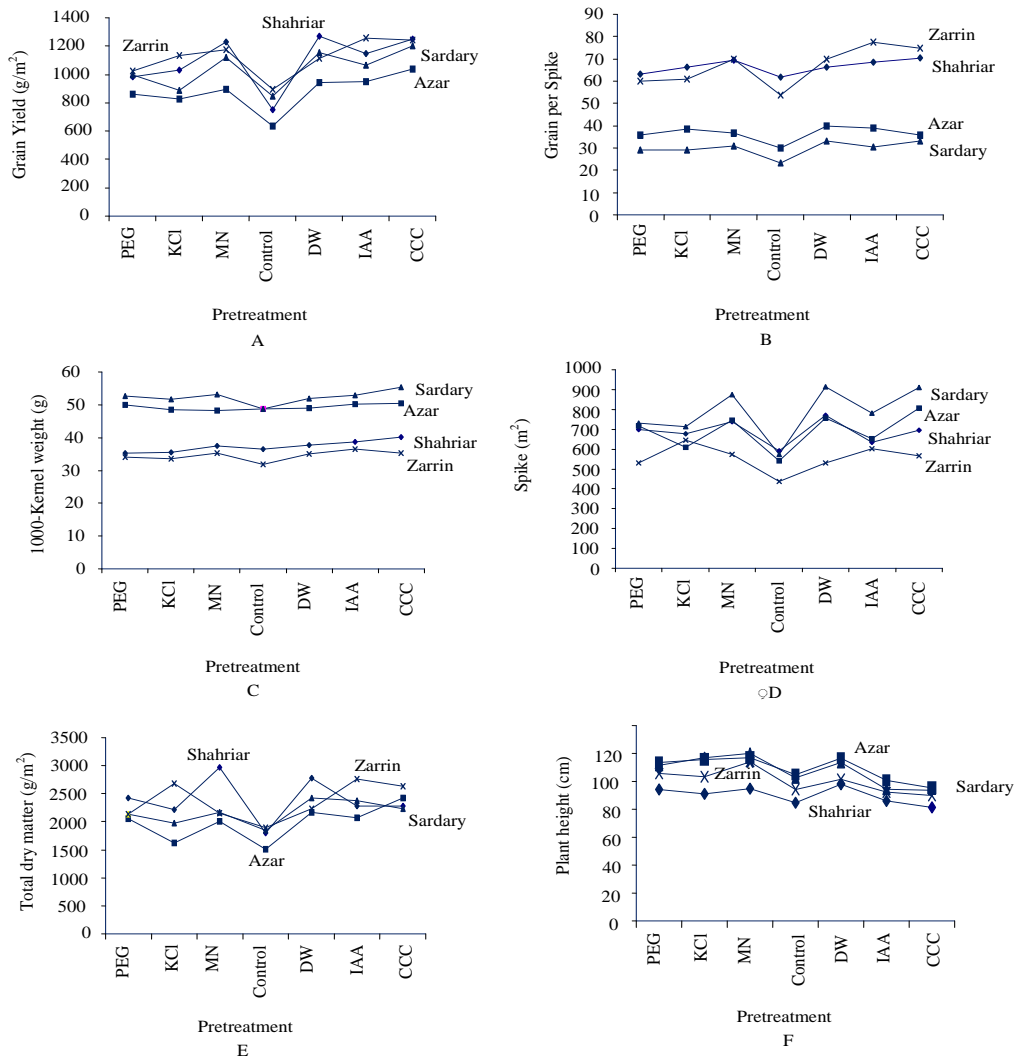 Grain Yield (g/m²)
1400
1200
1000
800
600
400
200
0
Zarrin
Shahriar
Sardary
Azar
PEG
KCl
MN
Control
DW
IAA
CCC
Pretreatment
A
Grain per Spike
90
80
70
60
50
40
30
20
10
0
Zarrin
Shahriar
Azar
Sardary
PEG
KCl
MN
Control
DW
IAA
CCC
Pretreatment
B
1000-Kernel weight (g)
60
50
40
30
20
10
0
Sardary
Azar
Shahriar
Zarrin
PEG
KCl
MN
Control
DW
IAA
CCC
Pretreatment
C
Spike (m²)
1000
900
800
700
600
500
400
300
200
100
0
Sardary
Azar
Shahriar
Zarrin
PEG
KCl
MN
Control
DW
IAA
CCC
Pretreatment
D
Total dry matter (g/m²)
3500
3000
2500
2000
1500
1000
500
0
Shahriar
Zarrin
Sardary
Azar
PEG
KCl
MN
Control
DW
IAA
CCC
Pretreatment
E
Plant height (cm)
120
100
80
60
40
20
0
Azar
Zarrin
Sardary
Shahriar
PEG
KCl
MN
Control
DW
IAA
CCC
Pretreatment
F